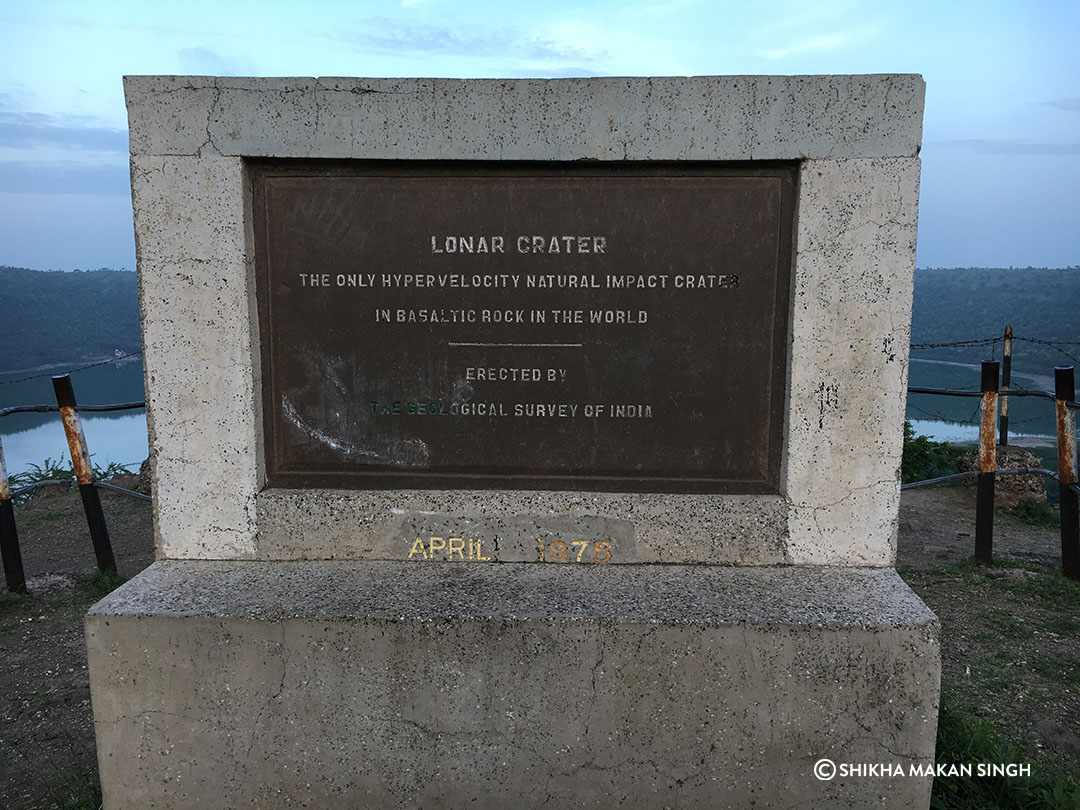 LONAR CRATER
THE ONLY HYPERVELOCITY NATURAL IMPACT CRATER
IN BASALTIC ROCK IN THE WORLD
ERECTED BY
THE GEOLOGICAL SURVEY OF INDIA
APRIL 1975
©SHIKHA MAKAN SINGH